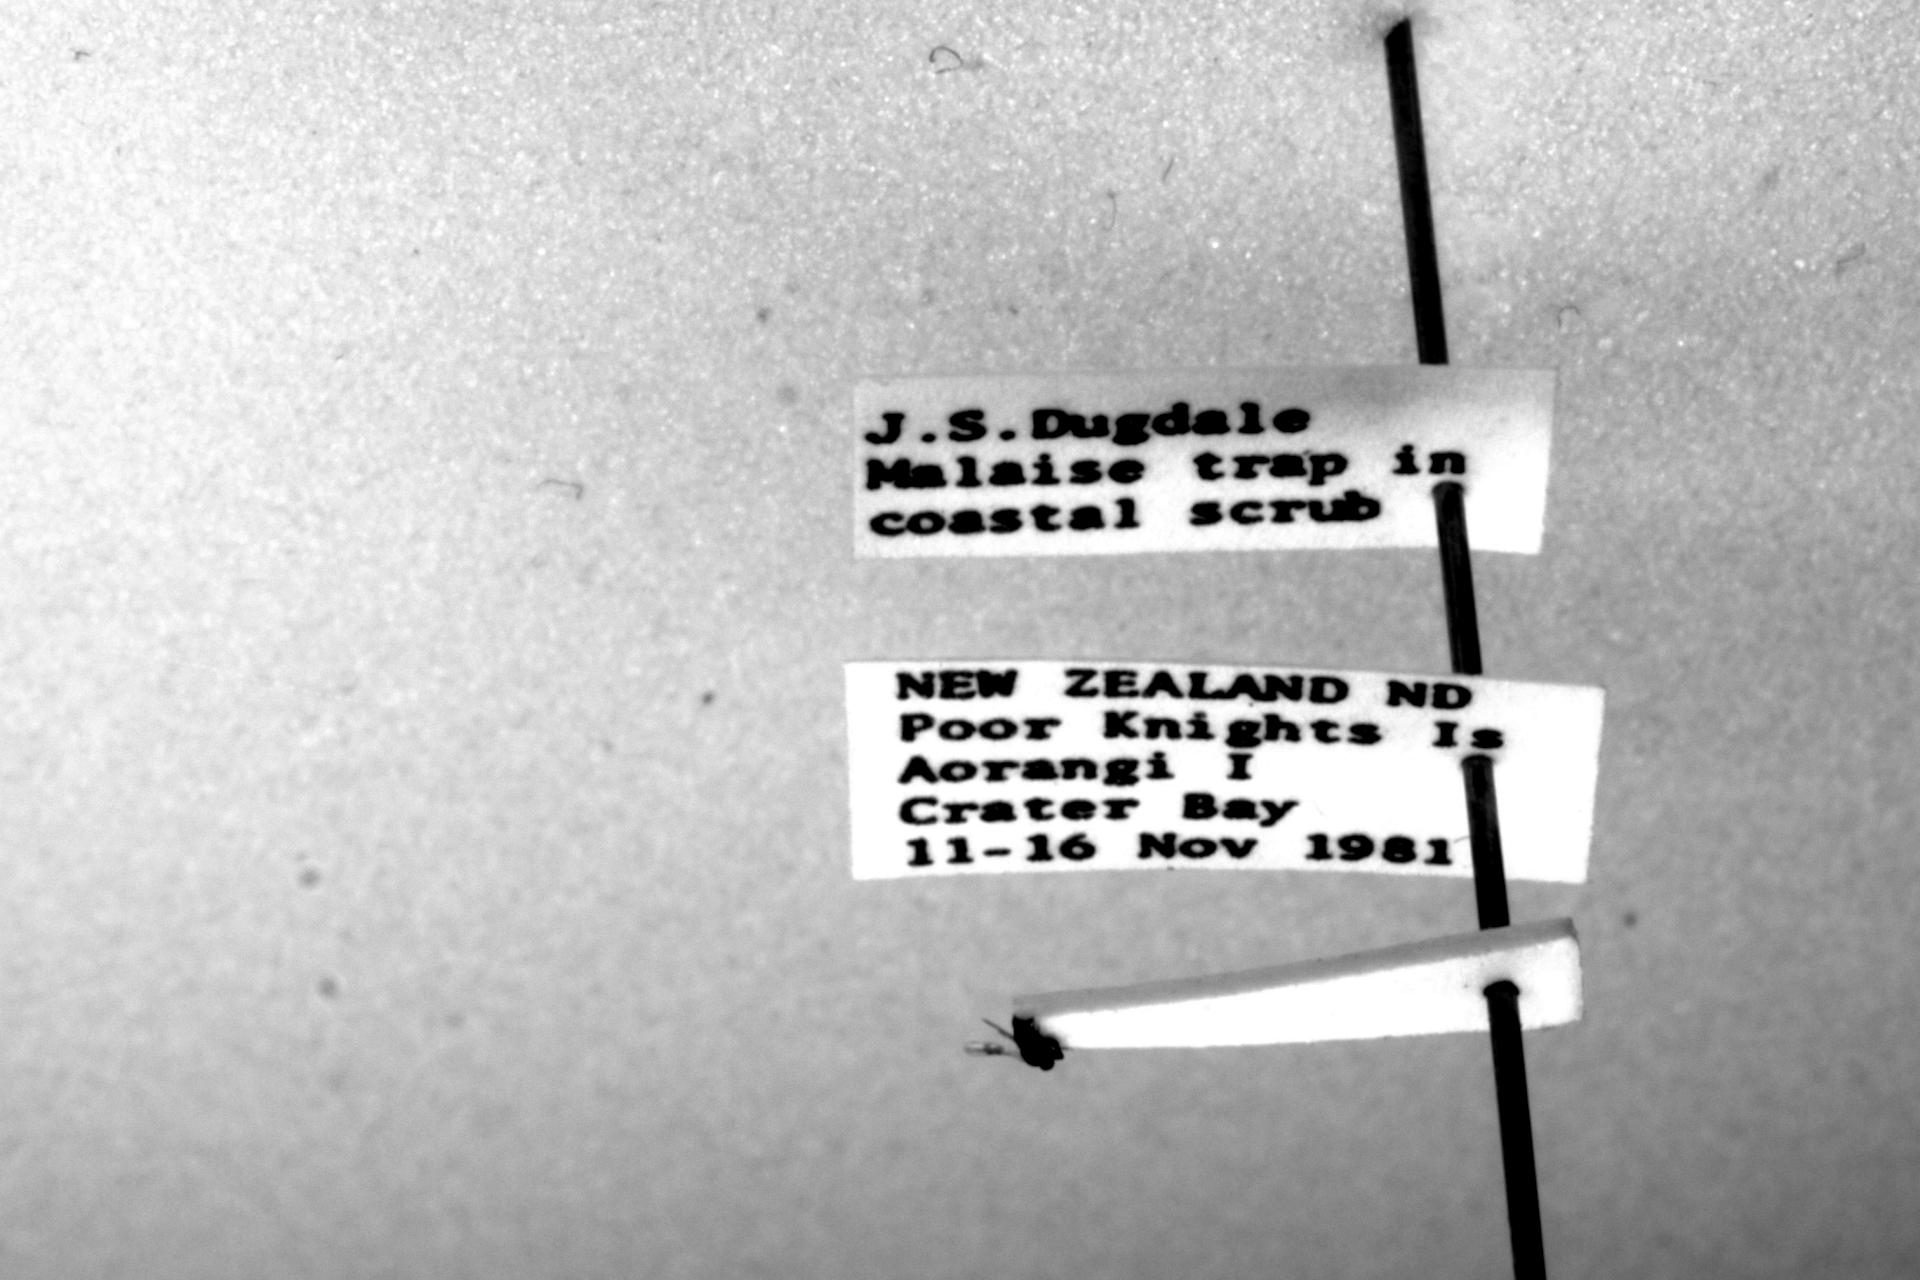 J.S.Dugdale
Malaise trap in
coastal scrub
NEW ZEALAND ND
Poor Knights Is
Aorangi I
Crater Bay
11-16 Nov 1981